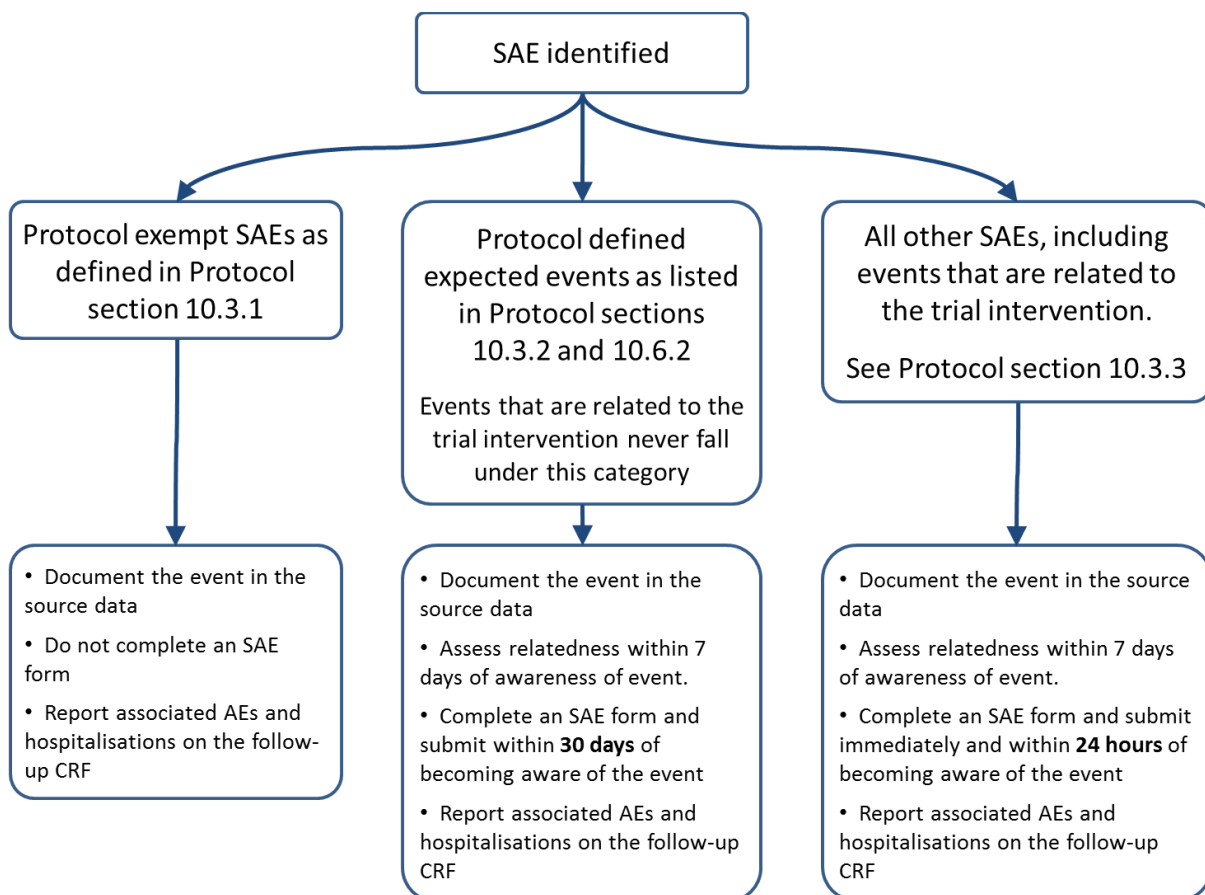 SAE identified
Protocol exempt SAEs as
defined in Protocol
section 10.3.1
Protocol defined
expected events as listed
in Protocol sections
10.3.2 and 10.6.2
Events that are related to the
trial intervention never fall
under this category
All other SAEs, including
events that are related to
the trial intervention.
See Protocol section 10.3.3
• Document the event in the
source data
• Do not complete an SAE
form
• Report associated AEs and
hospitalisations on the follow-
up CRF
• Document the event in the
source data
• Assess relatedness within 7
days of awareness of event.
• Complete an SAE form and
submit within 30 days of
becoming aware of the event
• Report associated AEs and
hospitalisations on the follow-up
CRF
• Document the event in the source
data
• Assess relatedness within 7 days
of awareness of event.
• Complete an SAE form and submit
immediately and within 24 hours of
becoming aware of the event
• Report associated AEs and
hospitalisations on the follow-up
CRF